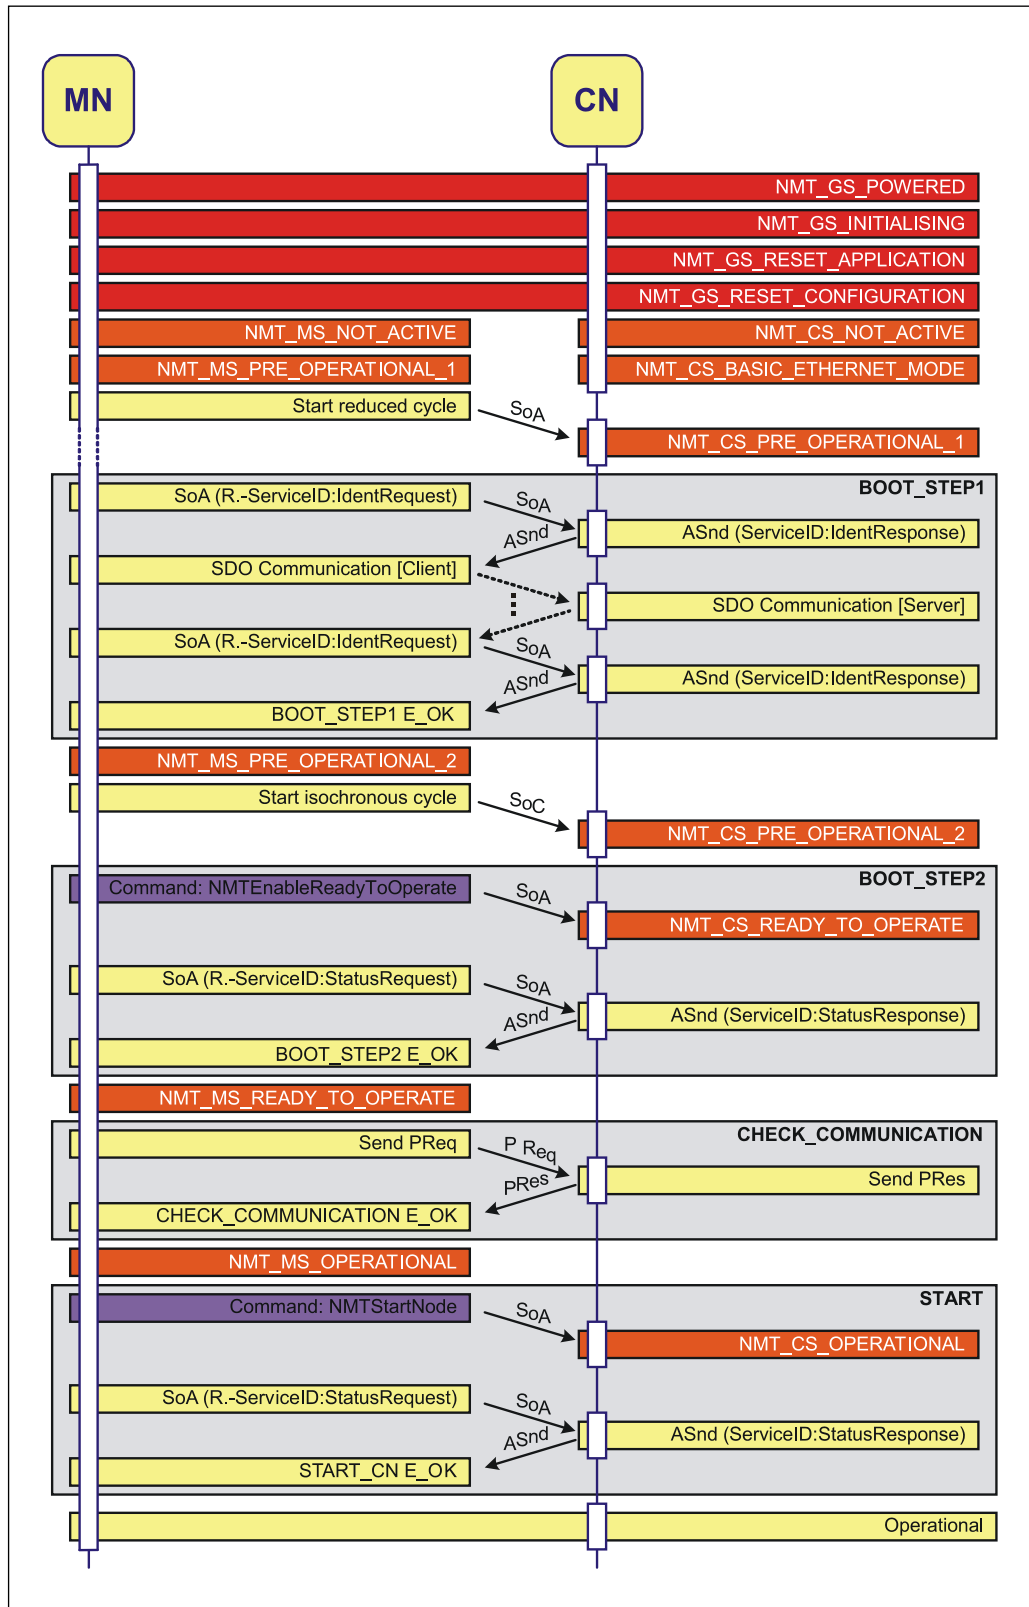 MN
CN
NMT_GS_POWERED
NMT_GS_INITIALISING
NMT_GS_RESET_APPLICATION
NMT_GS_RESET_CONFIGURATION
NMT_MS_NOT_ACTIVE
NMT_CS_NOT_ACTIVE
NMT_MS_PRE_OPERATIONAL_1
NMT_CS_BASIC_ETHERNET_MODE
Start reduced cycle
SoA
NMT_CS_PRE_OPERATIONAL_1
BOOT_STEP1
SoA (R.-ServiceID:IdentRequest)
SoA
ASnd (ServiceID:IdentResponse)
ASnd
SDO Communication [Client]
SDO Communication [Server]
SoA (R.-ServiceID:IdentRequest)
SoA
ASnd (ServiceID:IdentResponse)
ASnd
BOOT_STEP1 E_OK
NMT_MS_PRE_OPERATIONAL_2
Start isochronous cycle
SoC
NMT_CS_PRE_OPERATIONAL_2
BOOT_STEP2
Command: NMTEnableReadyToOperate
SoA
NMT_CS_READY_TO_OPERATE
SoA (R.-ServiceID:StatusRequest)
SoA
ASnd (ServiceID:StatusResponse)
ASnd
BOOT_STEP2 E_OK
NMT_MS_READY_TO_OPERATE
CHECK_COMMUNICATION
Send PReq
P Req
Send PRes
PRes
CHECK_COMMUNICATION E_OK
NMT_MS_OPERATIONAL
START
Command: NMTStartNode
SoA
NMT_CS_OPERATIONAL
SoA (R.-ServiceID:StatusRequest)
SoA
ASnd (ServiceID:StatusResponse)
ASnd
START_CN E_OK
Operational